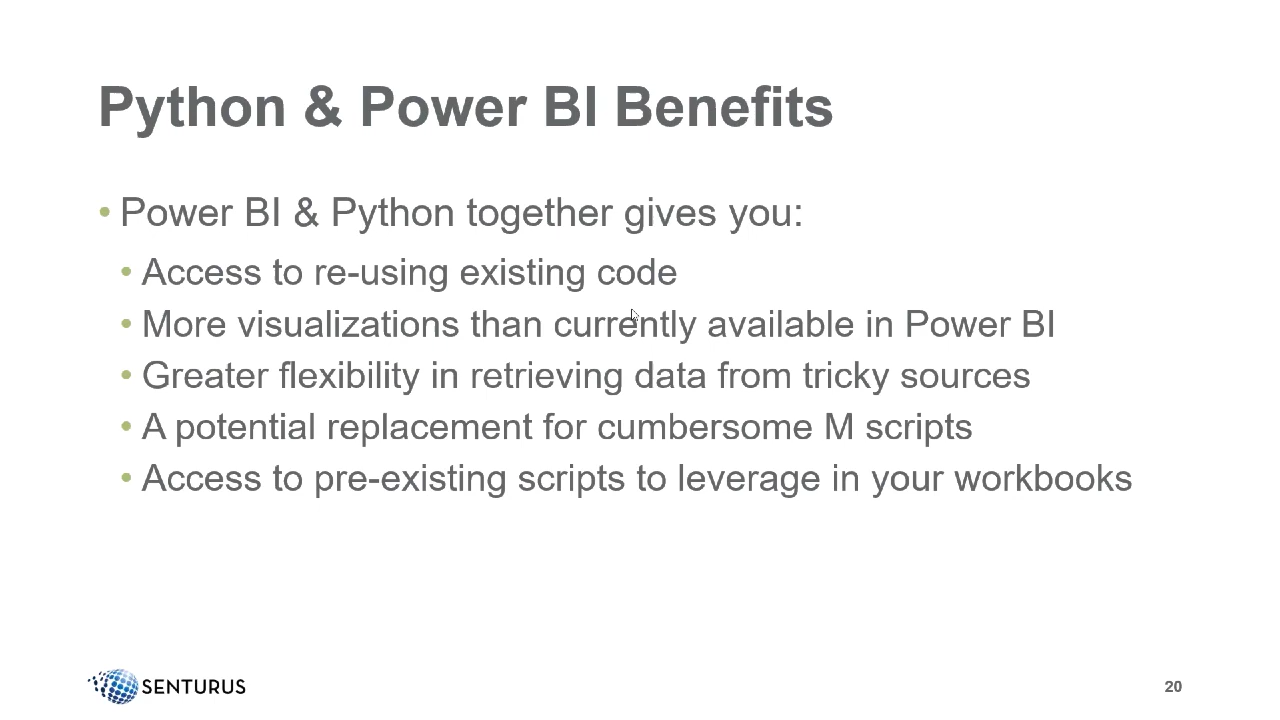 Python & Power BI Benefits
• Power BI & Python together gives you:
• Access to re-using existing code
• More visualizations than currently available in Power BI
• Greater flexibility in retrieving data from tricky sources
• A potential replacement for cumbersome M scripts
• Access to pre-existing scripts to leverage in your workbooks
SENTURUS
20